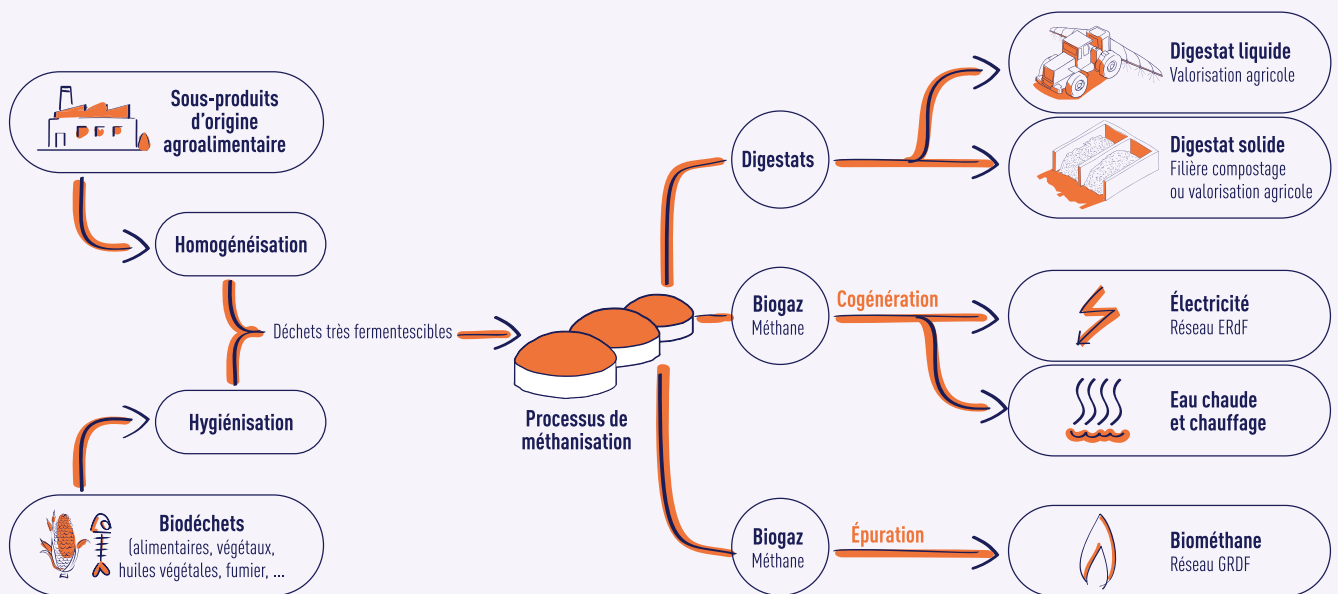 Sous-produits
d'origine
agroalimentaire
Homogénéisation
Déchets très fermentescibles
Hygiénisation
Biodéchets
(alimentaires, végétaux,
huiles végétales, fumier, ...
Processus de
méthanisation
Digestats
Digestat liquide
Valorisation agricole
Digestat solide
Filière compostage
ou valorisation agricole
Biogaz
Méthane
Cogénération
Électricité
Réseau ERdF
Eau chaude
et chauffage
Biogaz
Méthane
Épuration
Biométhane
Réseau GRDF